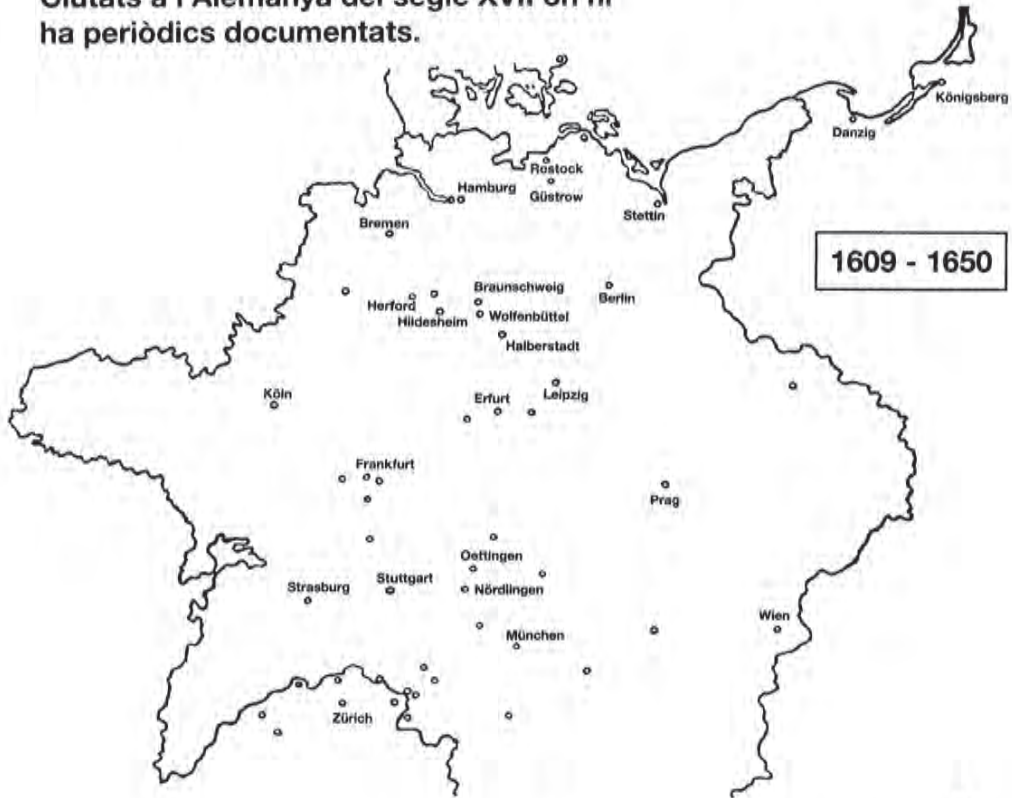 Ciutats a l'Alemanya del segle XVII on hi
ha periòdics documentats.
Königsberg
Danzig
Rostock
Hamburg
Güstrow
Stettin
Bremen
1609 - 1650
Braunschweig
Berlin
Herford
Wolfenbüttel
Hildesheim
Halberstadt
Köln
Erfurt
Leipzig
Frankfurt
Prag
Oettingen
Stuttgart
Strasburg
Nördlingen
Wien
München
Zürich